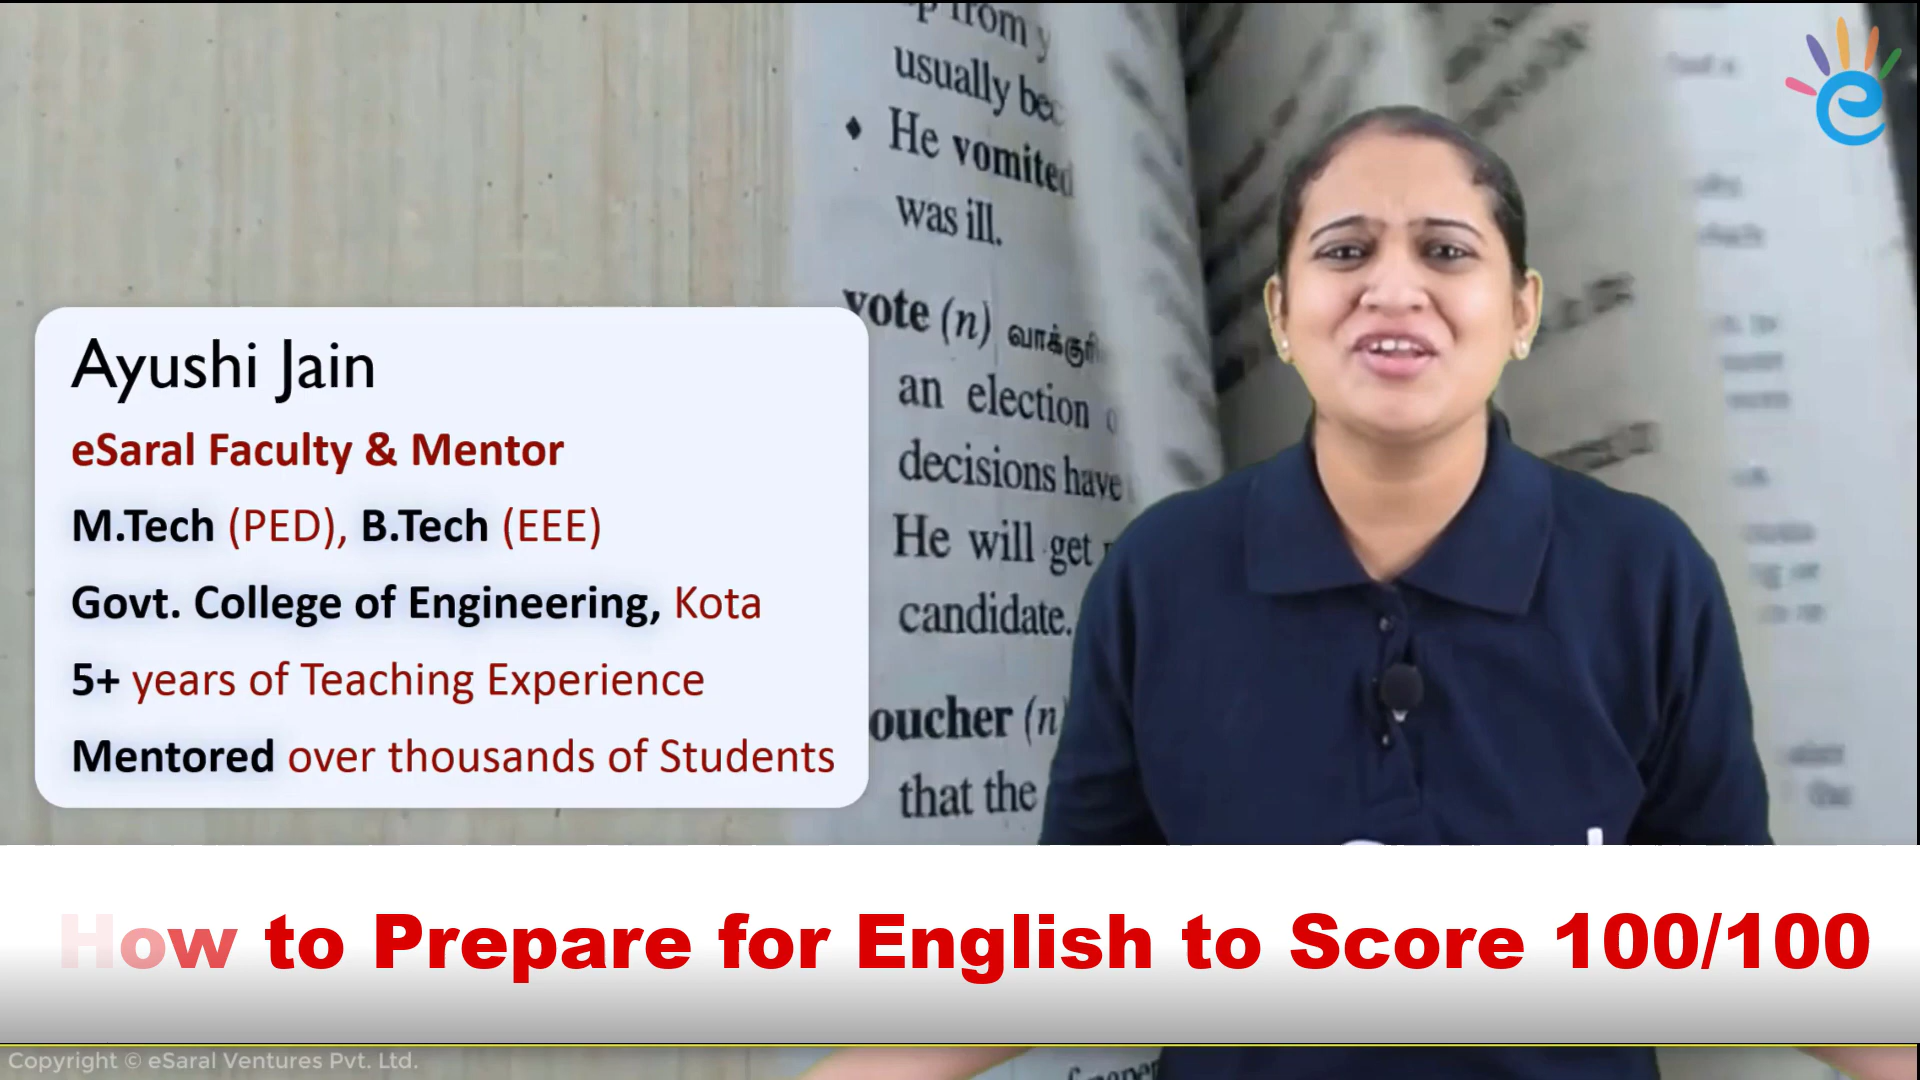 usually
♦ He vomited
was ill.
vote (n)
an election
decisions have
He will get
candidate.
(n)
that the
Ayushi Jain
eSaral Faculty & Mentor
M.Tech (PED), B.Tech (EEE)
Govt. College of Engineering, Kota
5+ years of Teaching Experience
Mentored over thousands of Students
How to Prepare for English to Score 100/100
Copyright © eSaral Ventures Pvt. Ltd.